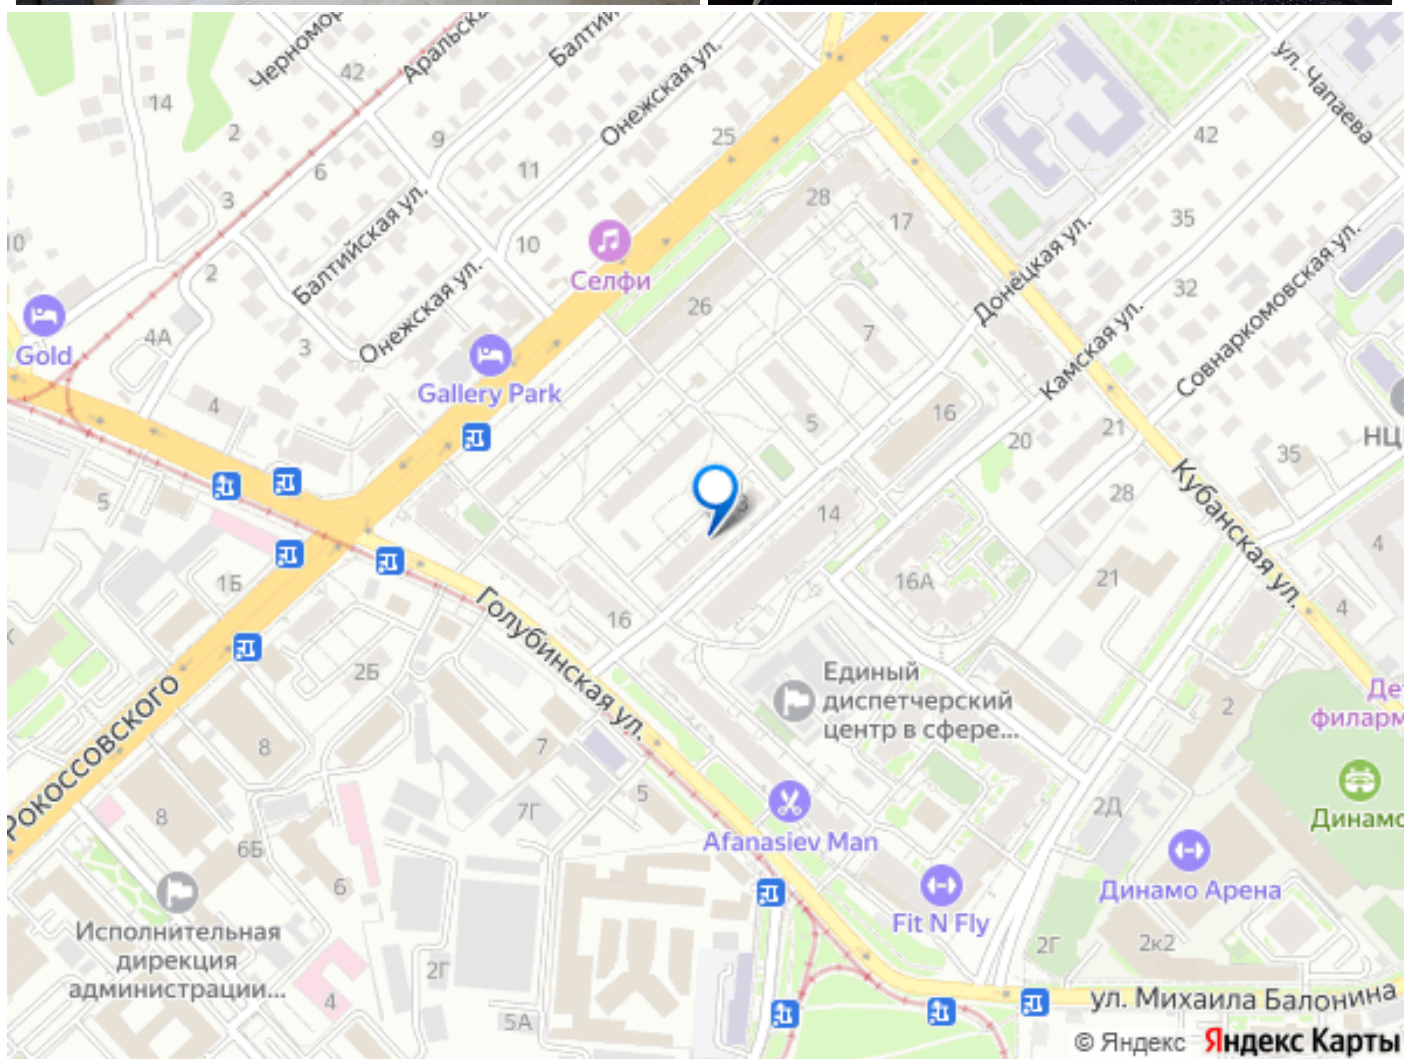 Черномор
Аральска
Балтий
Онежская ул.
ул. Чапаева
42
14
2
9
25
42
6
11
28
3
Балтийская ул.
10
17
35
10
2
Селфи
Донецкая ул.
Совнаркомовская ул.
32
26
4А
Онежская ул.
7
Камская ул.
Gold
3
Gallery Park
4
5
16
20
21
НЦ
35
5
3
14
Кубанская ул.
28
4
1Б
16А
21
16
4
Голубинская ул.
2Б
Единый
диспетчерский
центр в сфере...
Де
филарм
2
Рокоссовского
8
7
5
7Г
2Д
Динамо
8
Afanasiev Man
6Б
6
Динамо Арена
Fit N Fly
Исполнительная
дирекция
администрации...
2Г
2Г
2к2
4
5А
ул. Михаила Балонина
© Яндекс Яндекс Карты